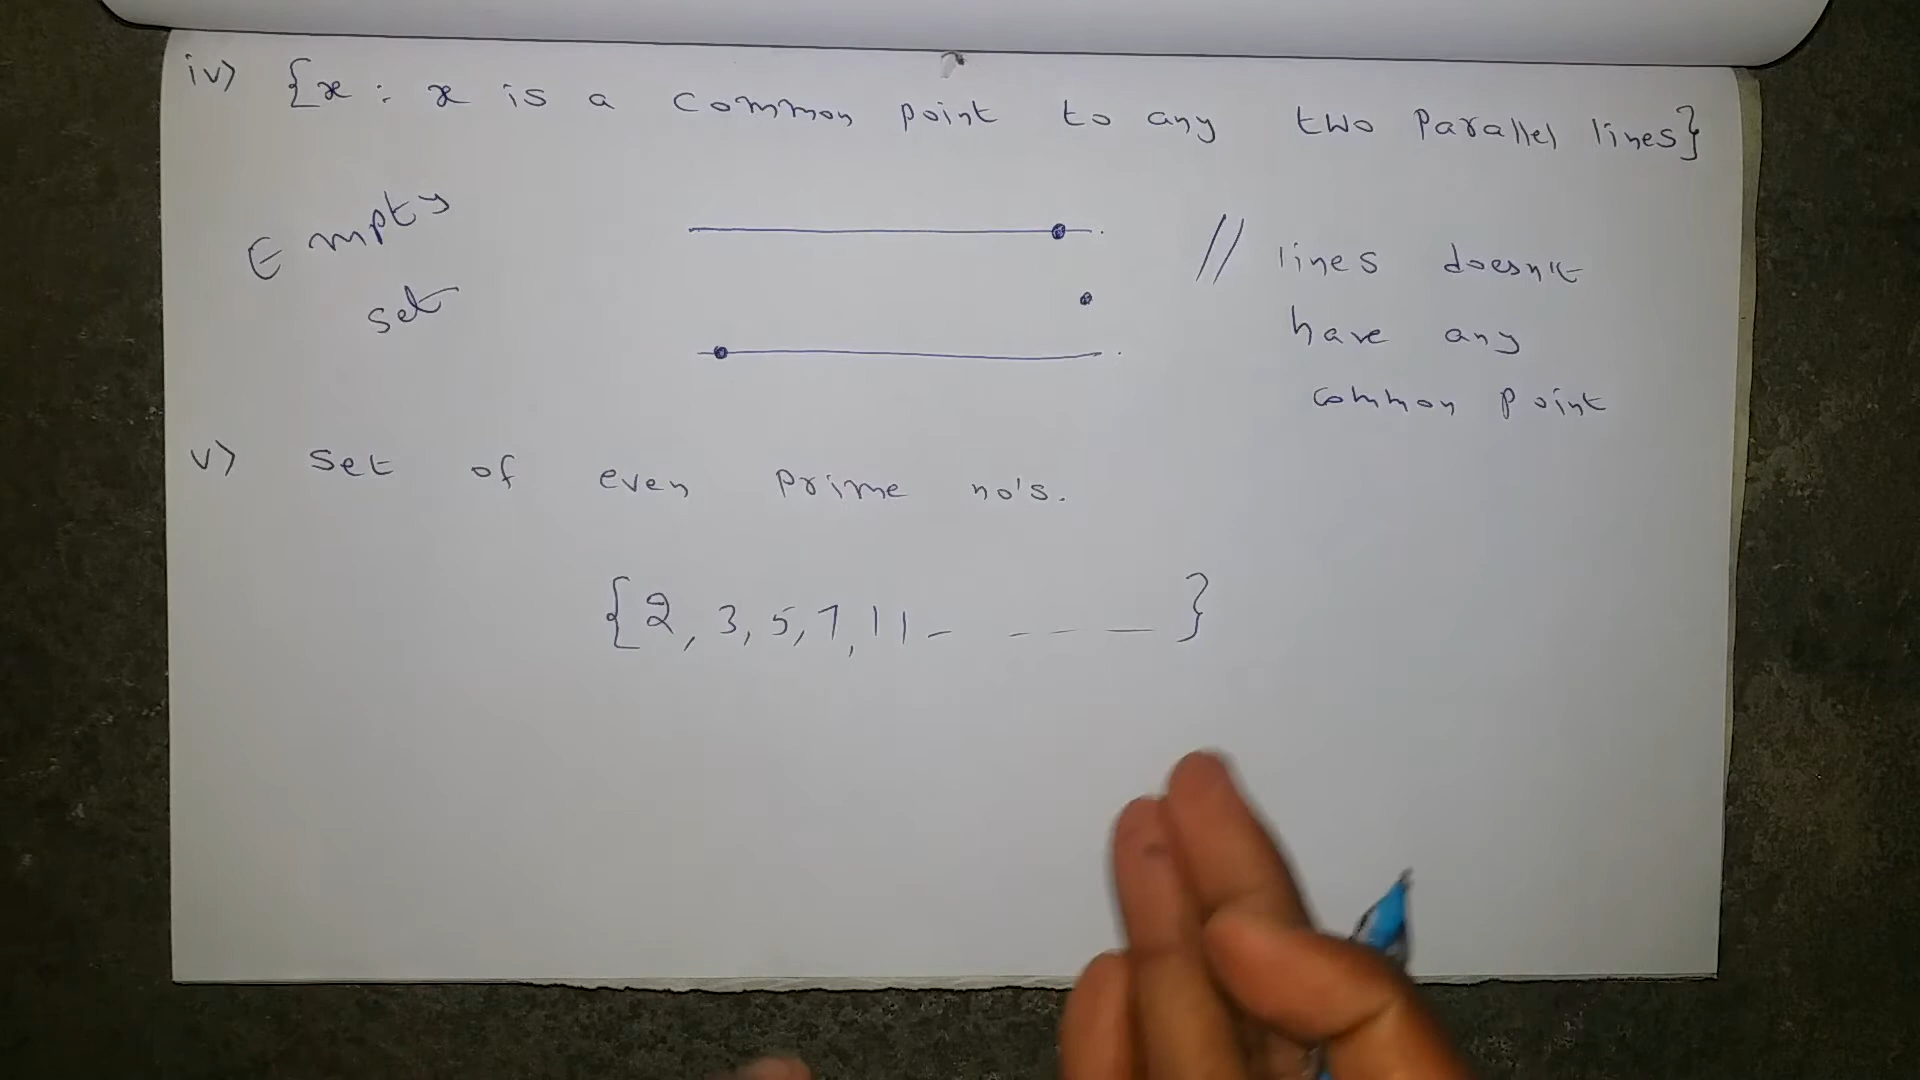 iv) {x : x is a common point to any two parallel lines}
Empty
set
// lines doesn't
have any
common point
v) set of even prime no's.
{2, 3, 5, 7, 11 - - - - }